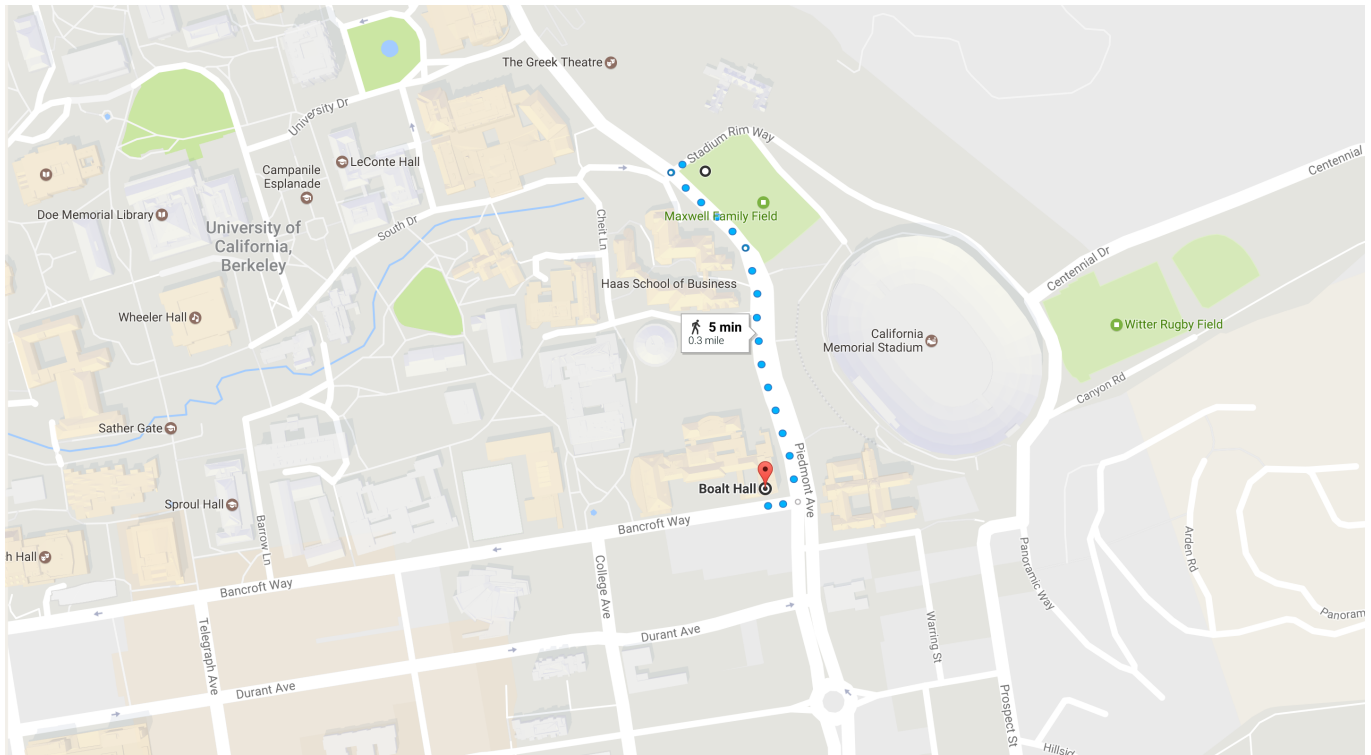 The Greek Theatre
University Dr
Stadium Rim Way
Centennial
LeConte Hall
Campanile
Esplanade
Doe Memorial Library
University of
California,
Berkeley
South Dr
Cheit Ln
Maxwell Family Field
Centennial Dr
Haas School of Business
Wheeler Hall
5 min
0.3 mile
California
Memorial Stadium
Witter Rugby Field
Canyon Rd
Sather Gate
Piedmont Ave
Boalt Hall
Sproul Hall
Barrow Ln
Bancroft Way
h Hall
Bancroft Way
College Ave
Panoramic Way
Arden Rd
Panoram
Telegraph Ave
Durant Ave
Warring St
Durant Ave
Prospect St
Hillsid